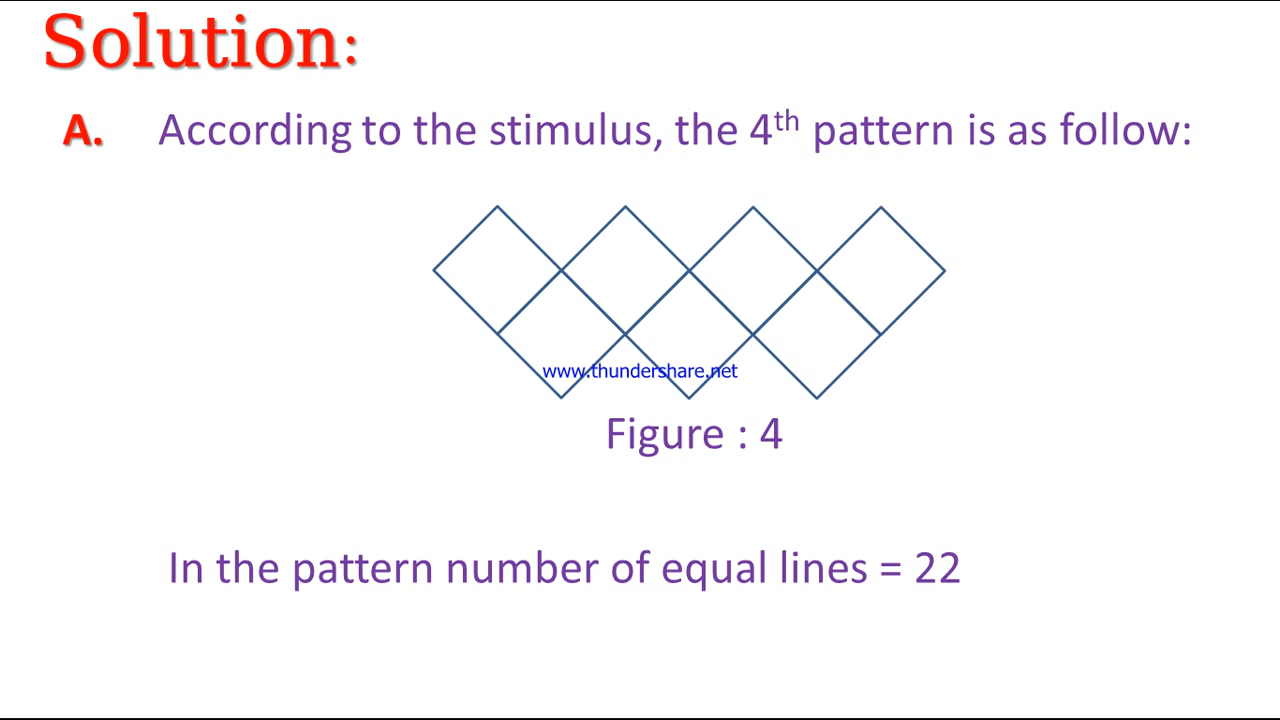 Solution:
A. According to the stimulus, the 4th pattern is as follow:
www.thundershare.net
Figure : 4
In the pattern number of equal lines = 22